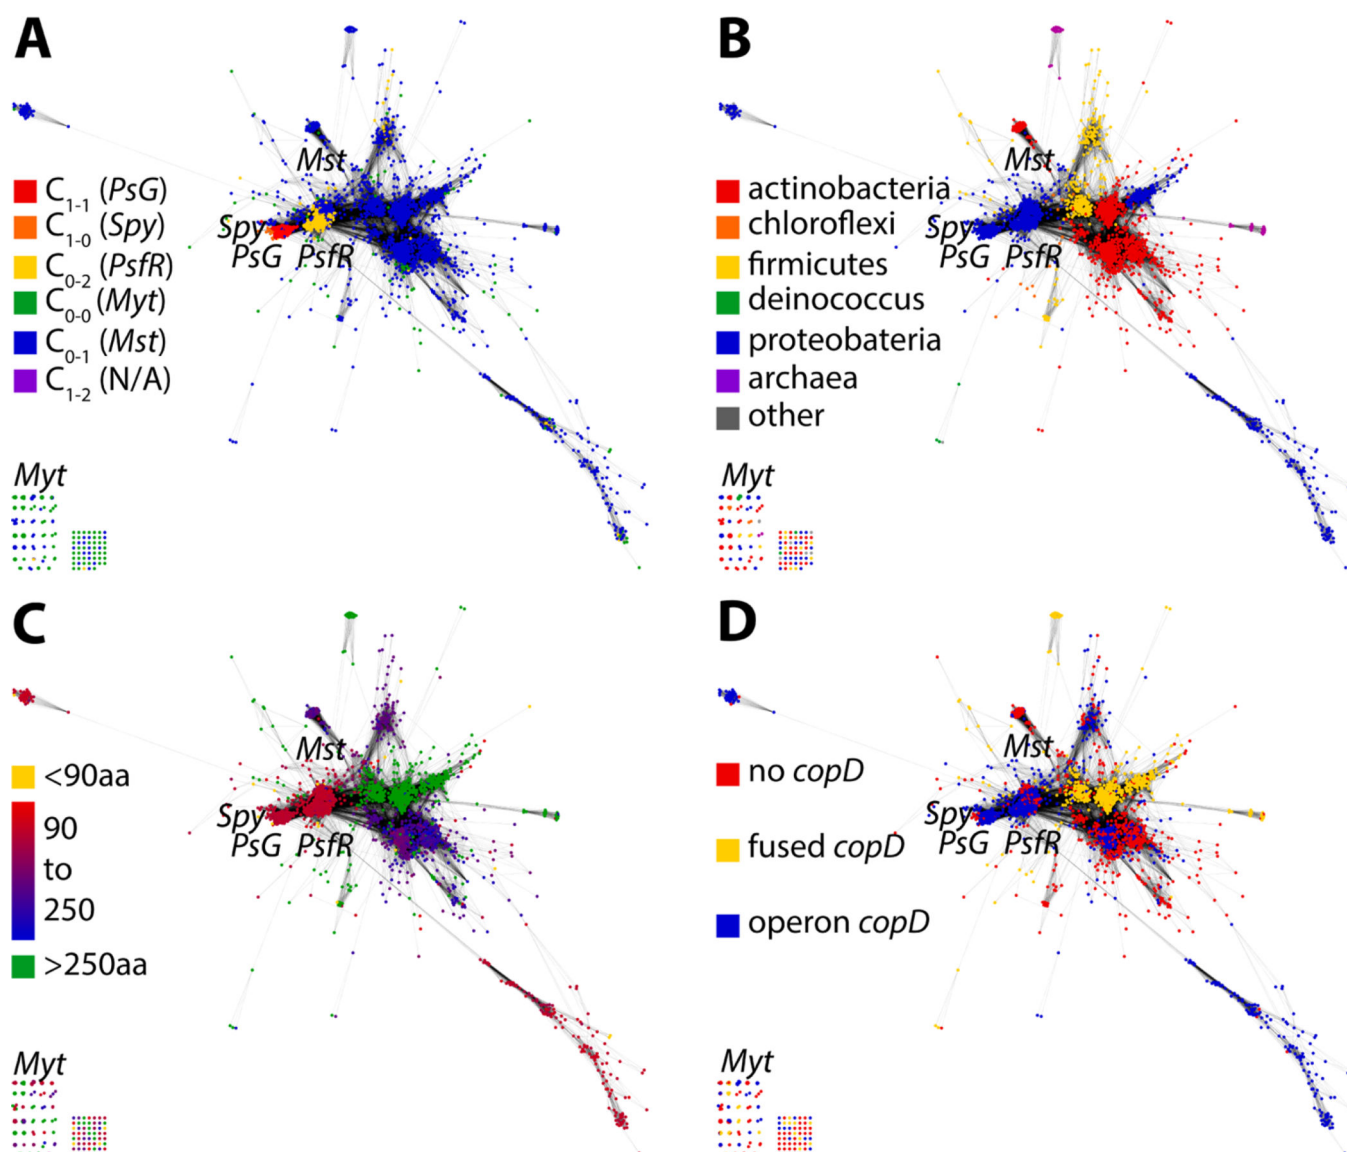 A
Mst
C1-1 (PsG)
C1-0 (Spy)
C0-2 (PsfR)
C0-0 (Myt)
C0-1 (Mst)
C1-2 (N/A)
Spy
PsG PsfR
Myt
B
Mst
actinobacteria
chloroflexi
firmicutes
deinococcus
proteobateria
archaea
other
Spy
PsG PsfR
Myt
C
Mst
<90aa
90
to
250
>250aa
Spy
PsG PsfR
Myt
D
Mst
no copD
fused copD
operon copD
Spy
PsG PsfR
Myt